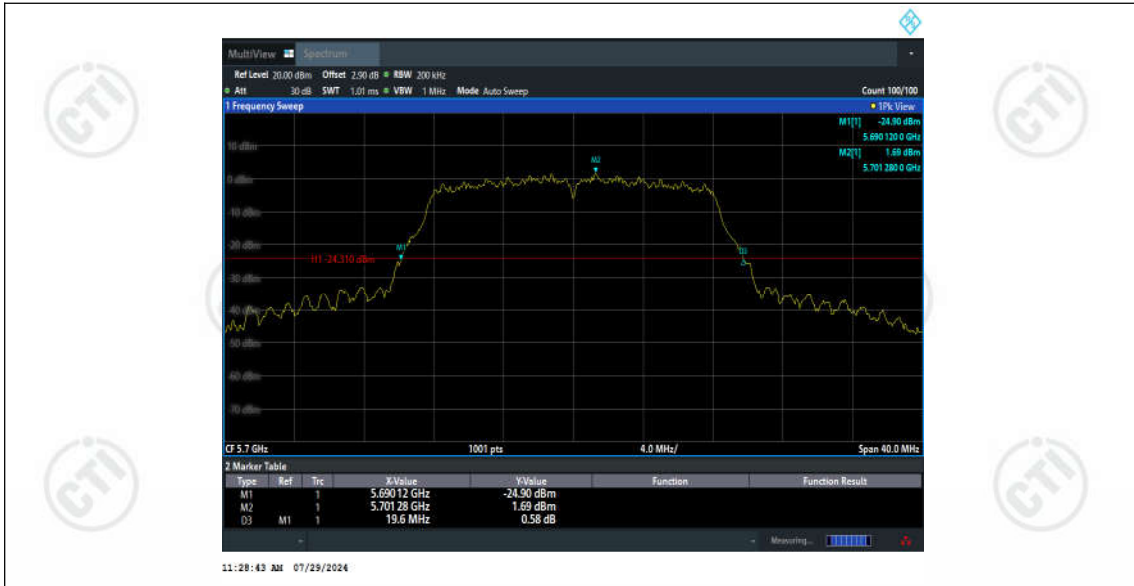 MultiView Spectrum
Ref Level 20.00 dBm Offset 2.90 dB RBW 200 kHz
Att 30 dB SWT 1.01 ms VBW 1 MHz Mode Auto Sweep Count 100/100
1 Frequency Sweep 1Pk View
M1[1] -24.90 dBm
5.690 120 0 GHz
M2[1] 1.69 dBm
5.701 280 0 GHz
10 dBm
M2
0 dBm
-10 dBm
-20 dBm
M1
D3
H1 -24.310 dBm
-30 dBm
-40 dBm
-50 dBm
-60 dBm
-70 dBm
CF 5.7 GHz 1001 pts 4.0 MHz/ Span 40.0 MHz
2 Marker Table
Type Ref Trc X-Value Y-Value Function Function Result
M1 1 5.69012 GHz -24.90 dBm
M2 1 5.701 28 GHz 1.69 dBm
D3 M1 1 19.6 MHz 0.58 dB
Measuring...
11:28:43 AM 07/29/2024
CTI
CTI
CTI
CTI